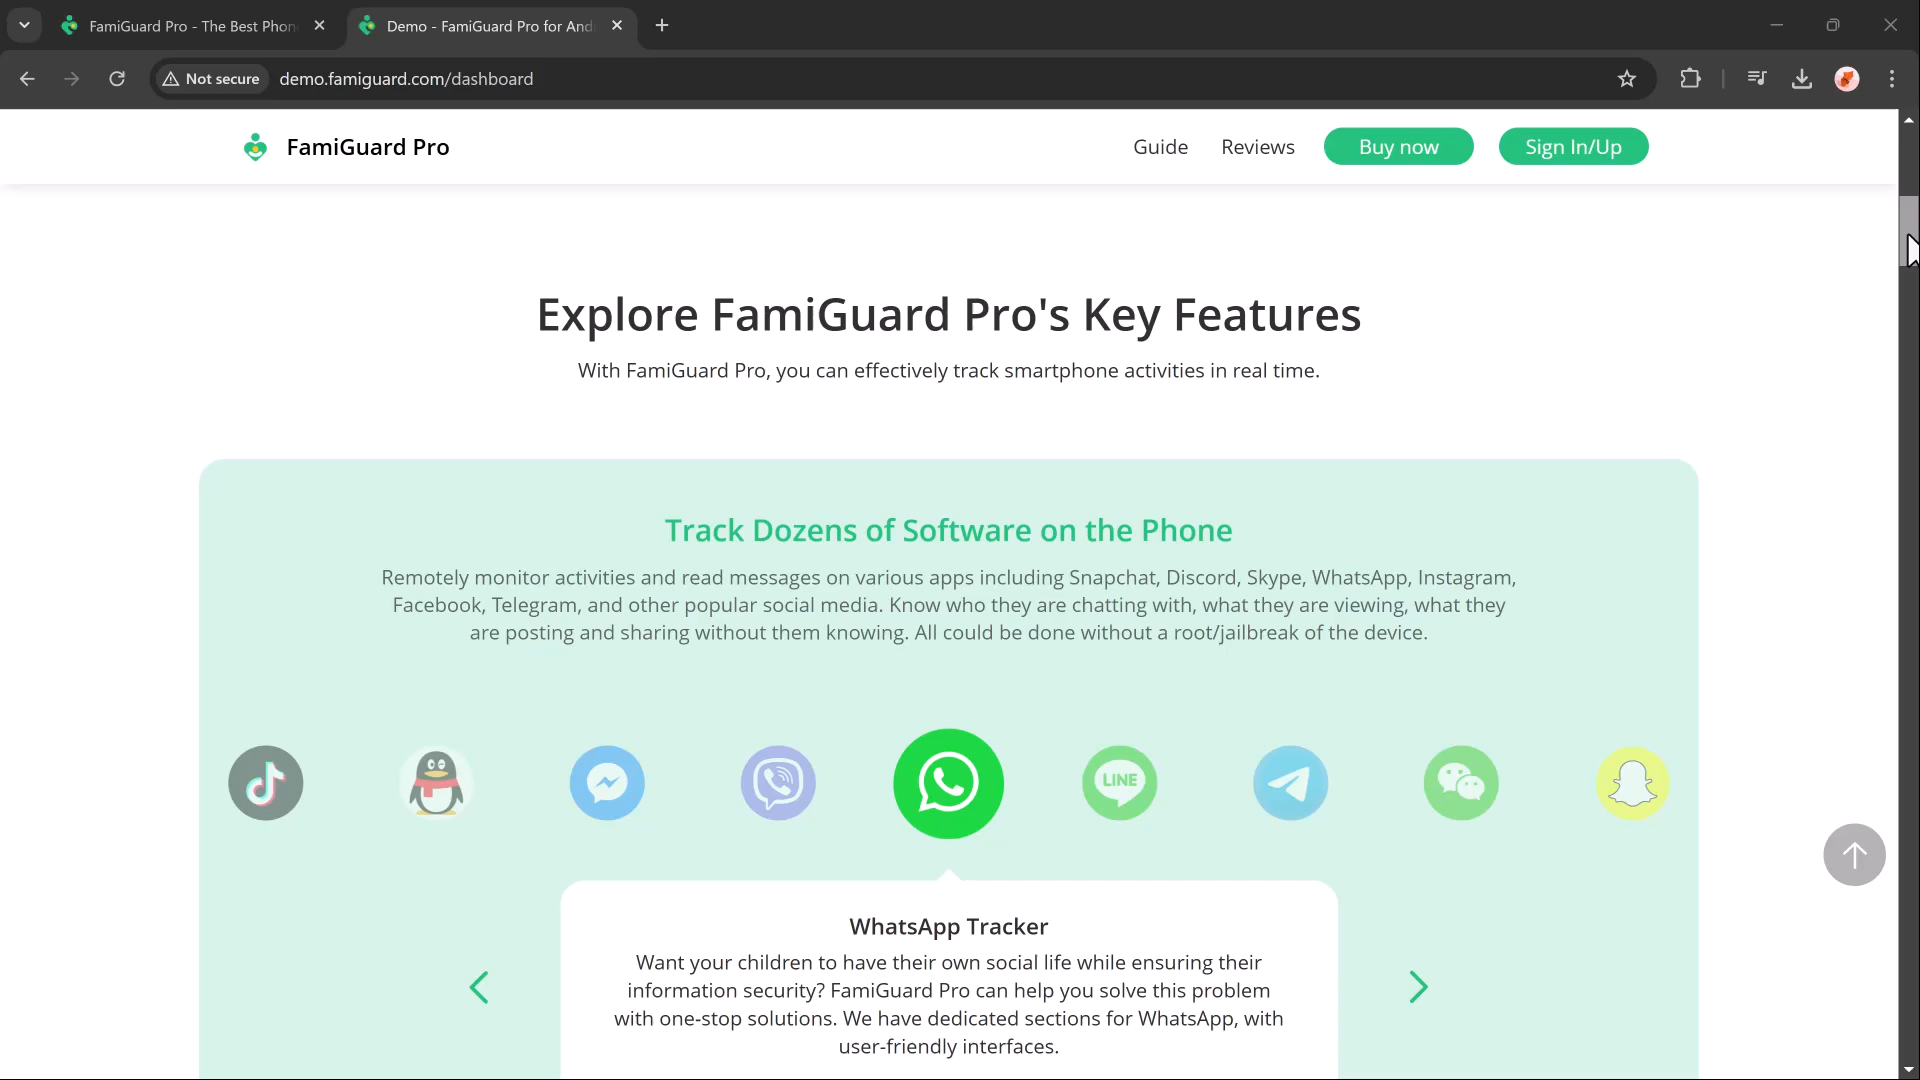 FamiGuard Pro - The Best Phon
Demo - FamiGuard Pro for And
Not secure
demo.famiguard.com/dashboard
FamiGuard Pro
Guide
Reviews
Buy now
Sign In/Up
Explore FamiGuard Pro's Key Features
With FamiGuard Pro, you can effectively track smartphone activities in real time.
Track Dozens of Software on the Phone
Remotely monitor activities and read messages on various apps including Snapchat, Discord, Skype, WhatsApp, Instagram,
Facebook, Telegram, and other popular social media. Know who they are chatting with, what they are viewing, what they
are posting and sharing without them knowing. All could be done without a root/jailbreak of the device.
LINE
WhatsApp Tracker
Want your children to have their own social life while ensuring their
information security? FamiGuard Pro can help you solve this problem
with one-stop solutions. We have dedicated sections for WhatsApp, with
user-friendly interfaces.